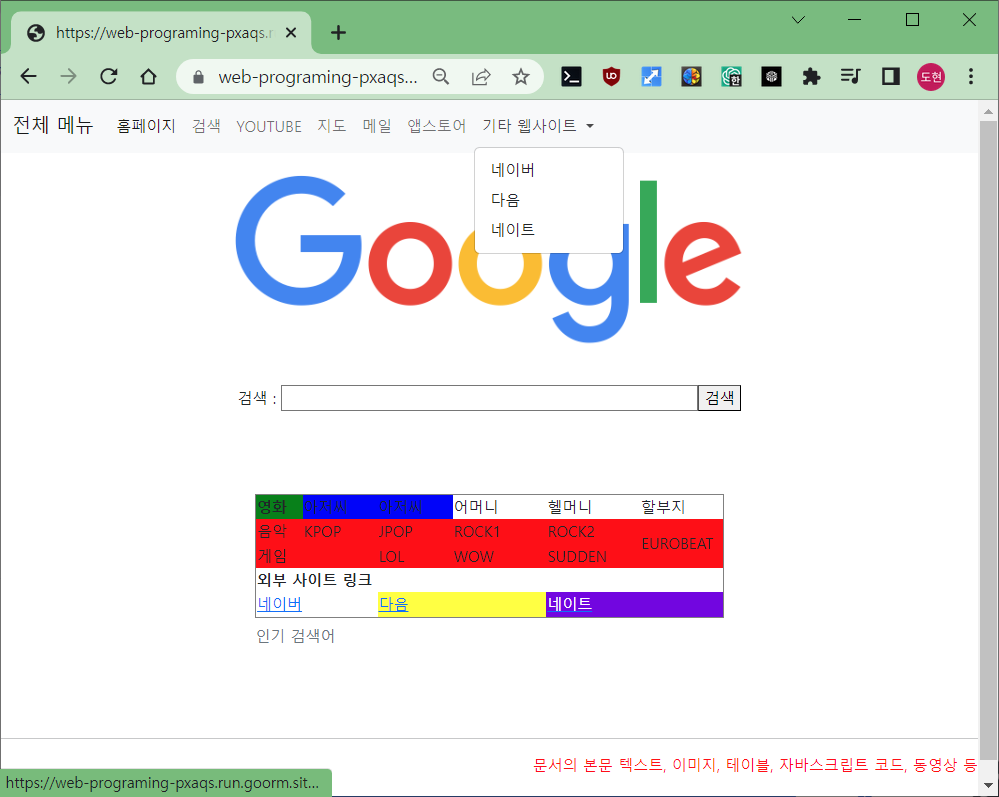 https://web-programing-pxaqs.r
web-programing-pxaqs...
UO
한
도현
전체 메뉴 홈페이지 검색 YOUTUBE 지도 메일 앱스토어 기타 웹사이트
네이버
다음
네이트
Google
검색 : 검색
영화 어머니 헬머니 할부지
음악 KPOP JPOP ROCK1 ROCK2 EUROBEAT
게임 LOL WOW SUDDEN
외부 사이트 링크
네이버 다음 네이트
인기 검색어
문서의 본문 텍스트, 이미지, 테이블, 자바스크립트 코드, 동영상 등
https://web-programing-pxaqs.run.goorm.sit...